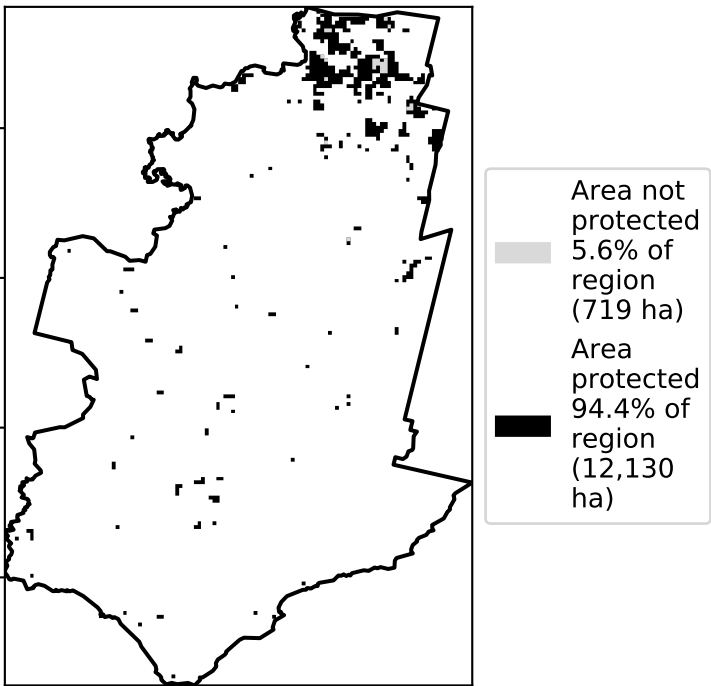 Area not
protected
5.6% of
region
(719 ha)
Area
protected
94.4% of
region
(12,130
ha)